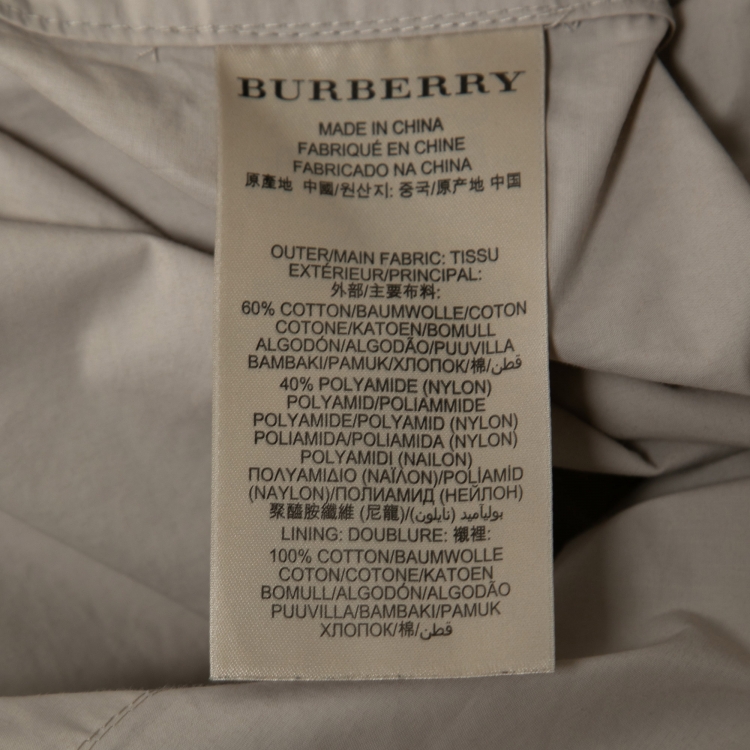 BURBERRY
MADE IN CHINA
FABRIQUÉ EN CHINE
FABRICADO NA CHINA
原產地 中國/원산지: 중국/原产地 中国
OUTER/MAIN FABRIC: TISSU
EXTÉRIEUR/PRINCIPAL:
外部/主要布料:
60% COTTON/BAUMWOLLE/COTON
COTONE/KATOEN/BOMULL
ALGODÓN/ALGODÃO/PUUVILLA
BAMBAKI/PAMUK/ХЛОПОК/棉/قطن
40% POLYAMIDE (NYLON)
POLYAMID/POLIAMMIDE
POLYAMIDE/POLYAMID (NYLON)
POLIAMIDA/POLIAMIDA (NYLON)
POLYAMIDI (NAILON)
ΠΟΛΥΑΜΙΔΙΟ (ΝΑΪΛΟΝ)/POLİAMİD
(NAYLON)/ПОЛИАМИД (НЕЙЛОН)
聚醯胺纖維 (尼龍)/بولياميد (نايلون)
LINING: DOUBLURE: 襯裡:
100% COTTON/BAUMWOLLE
COTON/COTONE/KATOEN
BOMULL/ALGODÓN/ALGODÃO
PUUVILLA/BAMBAKI/PAMUK
ХЛОПОК/棉/قطن